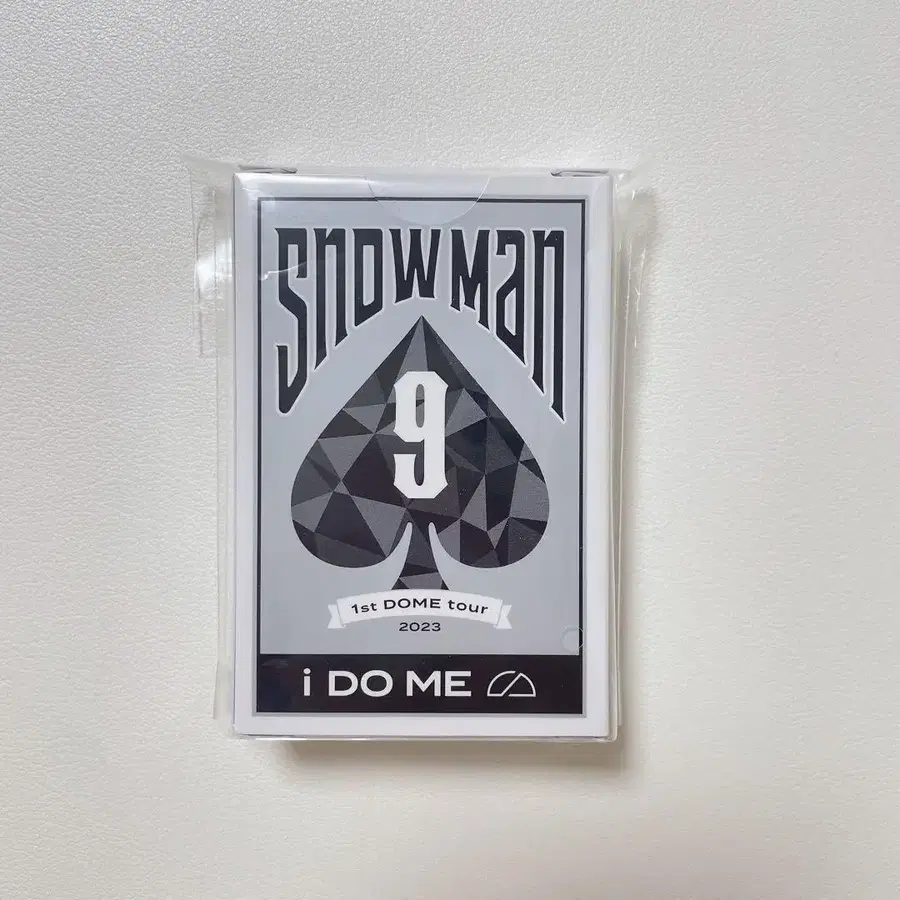 SnowMan
9
1st DOME tour
2023
i DO ME